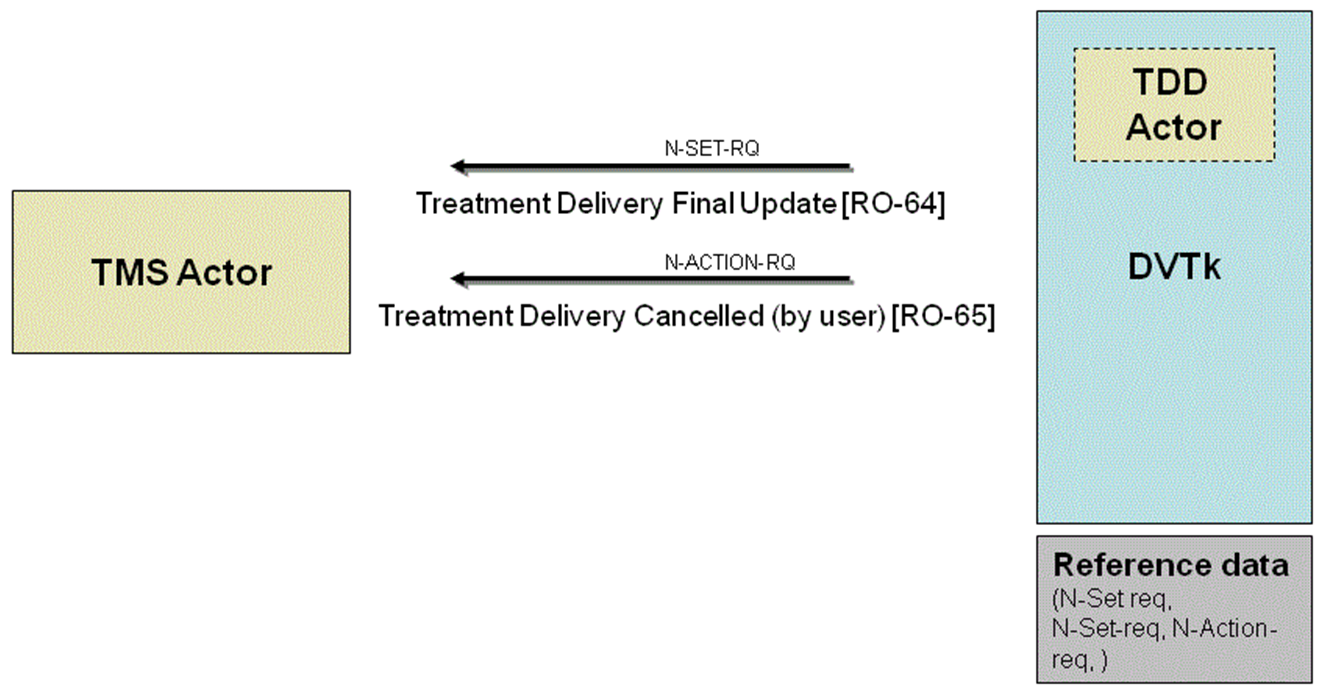 TDD
Actor
N-SET-RQ
Treatment Delivery Final Update [RO-64]
N-ACTION-RQ
TMS Actor
DVTk
Treatment Delivery Cancelled (by user) [RO-65]
Reference data
(N-Set req,
N-Set-req, N-Action-
req, )